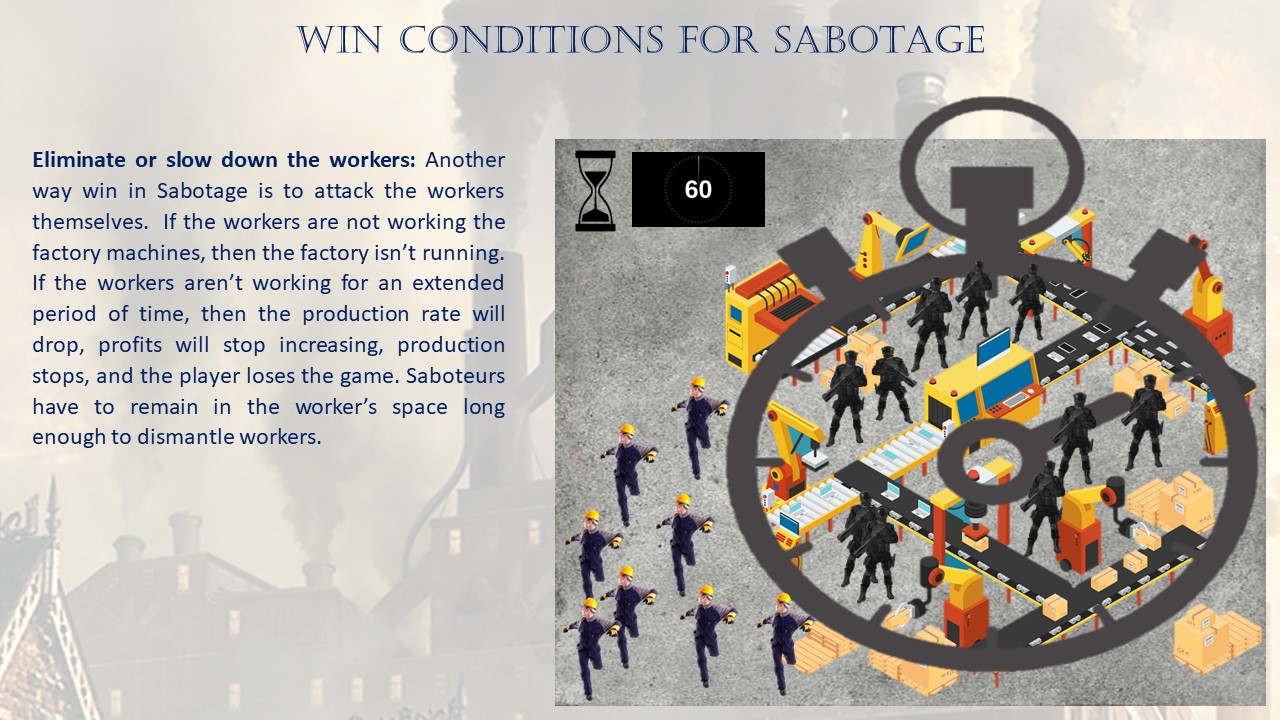 WIN CONDITIONS FOR SABOTAGE
Eliminate or slow down the workers: Another
way win in Sabotage is to attack the workers
themselves.  If the workers are not working the
factory machines, then the factory isn’t running.
If the workers aren’t working for an extended
period of time, then the production rate will
drop, profits will stop increasing, production
stops, and the player loses the game. Saboteurs
have to remain in the worker’s space long
enough to dismantle workers.
60